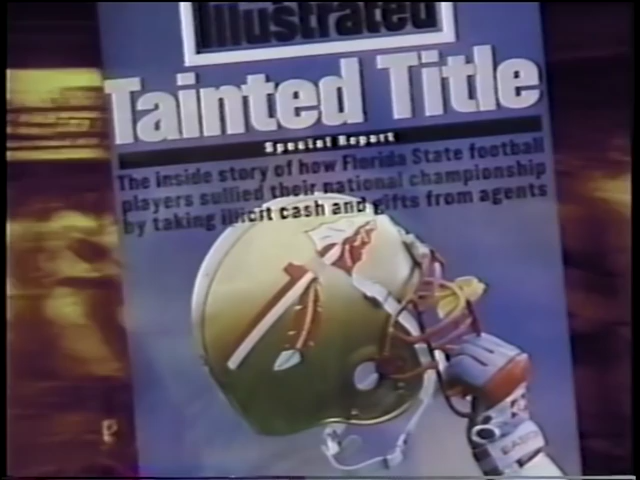 Illustrated
Tainted Title
Special Report
The inside story of how Florida State football
players sullied their national championship
by taking illicit cash and gifts from agents